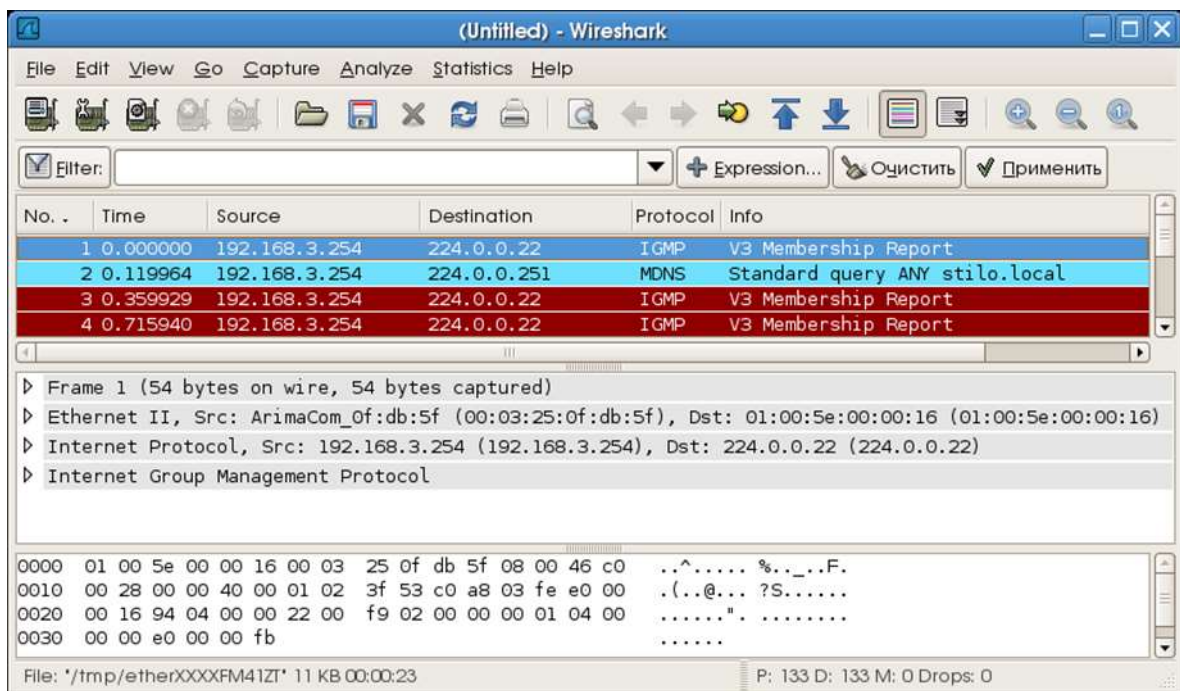 (Untitled) - Wireshark
File Edit View Go Capture Analyze Statistics Help
Filter: Expression... Очистить Применить
No. . Time Source Destination Protocol Info
1 0.000000 192.168.3.254 224.0.0.22 IGMP V3 Membership Report
2 0.119964 192.168.3.254 224.0.0.251 MDNS Standard query ANY stilo.local
3 0.359929 192.168.3.254 224.0.0.22 IGMP V3 Membership Report
4 0.715940 192.168.3.254 224.0.0.22 IGMP V3 Membership Report
Frame 1 (54 bytes on wire, 54 bytes captured)
Ethernet II, Src: ArimaCom_0f:db:5f (00:03:25:0f:db:5f), Dst: 01:00:5e:00:00:16 (01:00:5e:00:00:16)
Internet Protocol, Src: 192.168.3.254 (192.168.3.254), Dst: 224.0.0.22 (224.0.0.22)
Internet Group Management Protocol
0000 01 00 5e 00 00 16 00 03 25 0f db 5f 08 00 46 c0 ..^..... %.._..F.
0010 00 28 00 00 40 00 01 02 3f 53 c0 a8 03 fe e0 00 .(..@... ?S......
0020 00 16 94 04 00 00 22 00 f9 02 00 00 00 01 04 00 ......". ........
0030 00 00 e0 00 00 fb ......
File: "/tmp/etherXXXXFM41ZT" 11 KB 00:00:23 P: 133 D: 133 M: 0 Drops: 0